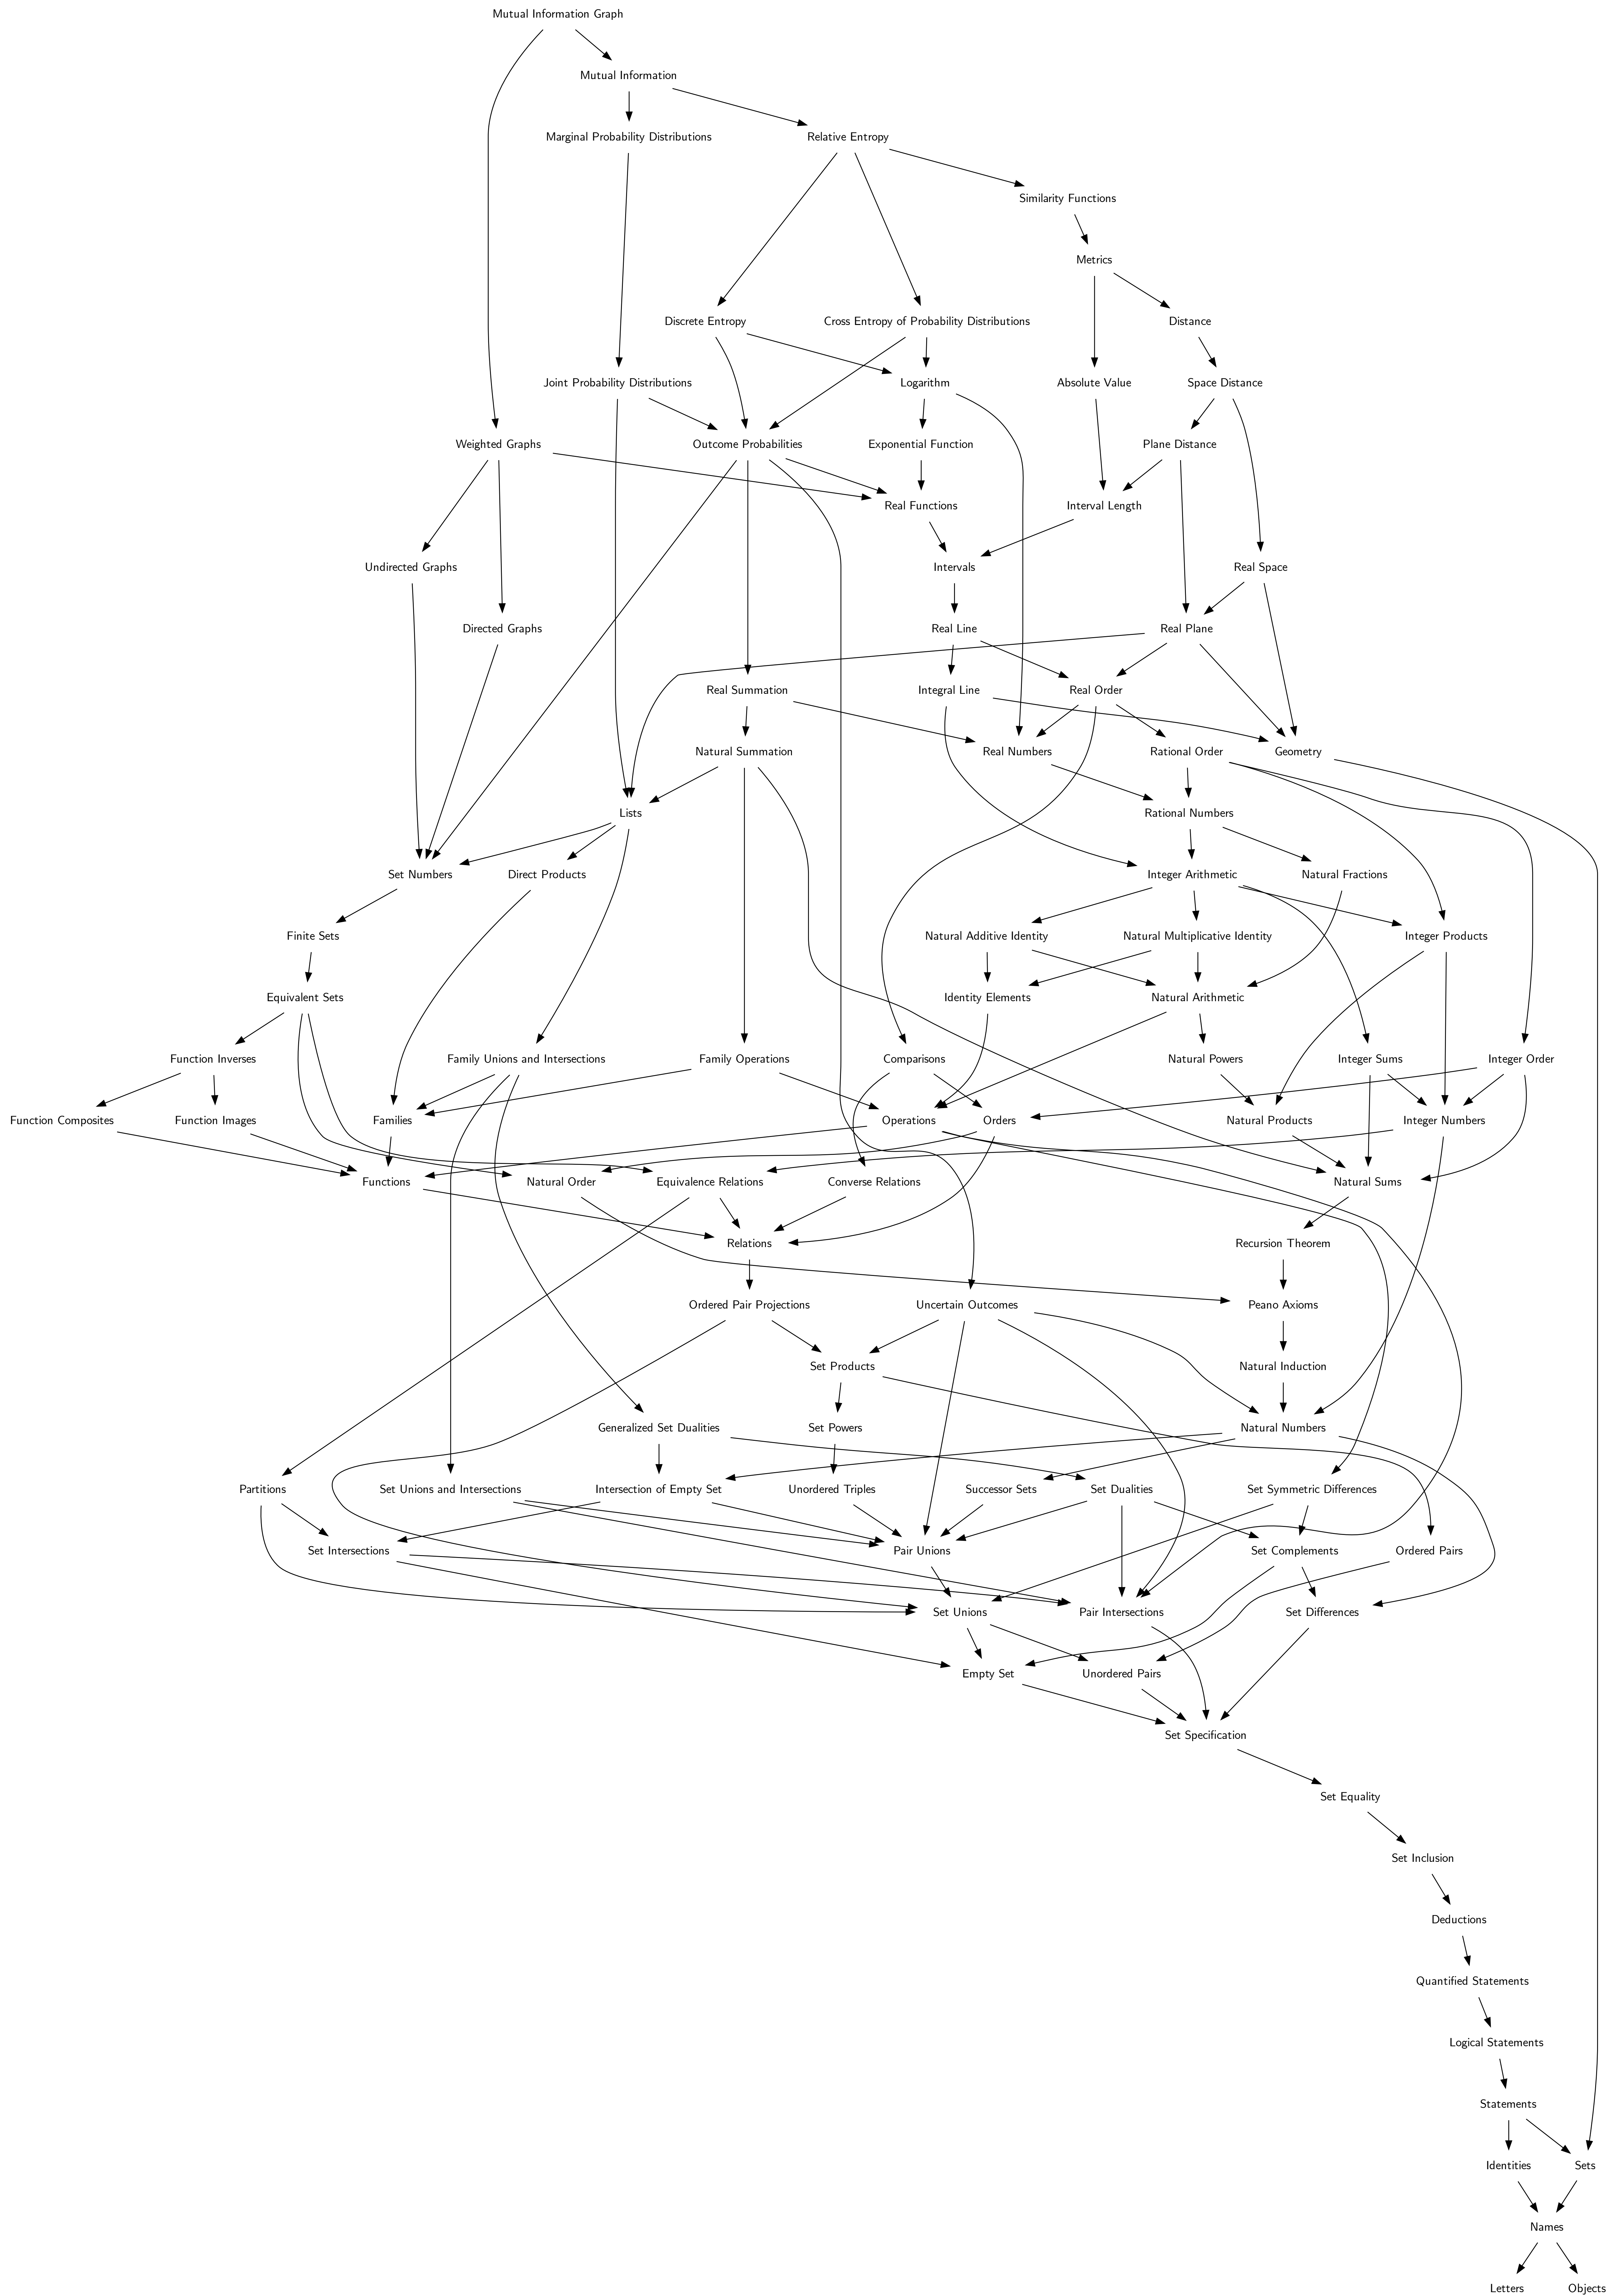 Mutual Information Graph
Mutual Information
Marginal Probability Distributions
Relative Entropy
Similarity Functions
Metrics
Discrete Entropy
Cross Entropy of Probability Distributions
Distance
Joint Probability Distributions
Logarithm
Absolute Value
Space Distance
Weighted Graphs
Outcome Probabilities
Exponential Function
Plane Distance
Real Functions
Interval Length
Undirected Graphs
Intervals
Real Space
Directed Graphs
Real Line
Real Plane
Real Summation
Integral Line
Real Order
Natural Summation
Real Numbers
Rational Order
Geometry
Lists
Rational Numbers
Set Numbers
Direct Products
Integer Arithmetic
Natural Fractions
Finite Sets
Natural Additive Identity
Natural Multiplicative Identity
Integer Products
Equivalent Sets
Identity Elements
Natural Arithmetic
Function Inverses
Family Unions and Intersections
Family Operations
Comparisons
Natural Powers
Integer Sums
Integer Order
Function Composites
Function Images
Families
Operations
Orders
Natural Products
Integer Numbers
Functions
Natural Order
Equivalence Relations
Converse Relations
Natural Sums
Relations
Recursion Theorem
Ordered Pair Projections
Uncertain Outcomes
Peano Axioms
Set Products
Natural Induction
Generalized Set Dualities
Set Powers
Natural Numbers
Partitions
Set Unions and Intersections
Intersection of Empty Set
Unordered Triples
Successor Sets
Set Dualities
Set Symmetric Differences
Set Intersections
Pair Unions
Set Complements
Ordered Pairs
Set Unions
Pair Intersections
Set Differences
Empty Set
Unordered Pairs
Set Specification
Set Equality
Set Inclusion
Deductions
Quantified Statements
Logical Statements
Statements
Identities
Sets
Names
Letters
Objects